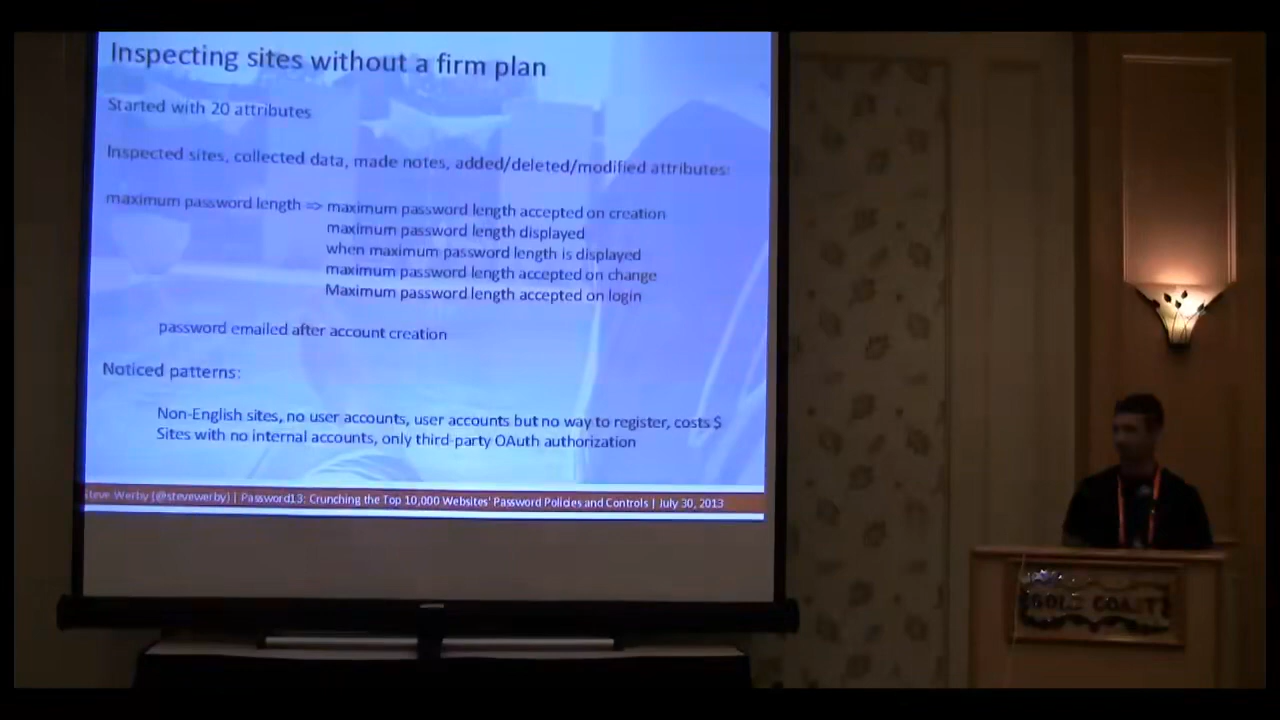 Inspecting sites without a firm plan
Started with 20 attributes
Inspected sites, collected data, made notes, added/deleted/modified attributes:
maximum password length => maximum password length accepted on creation
maximum password length displayed
when maximum password length is displayed
maximum password length accepted on change
Maximum password length accepted on login
password emailed after account creation
Noticed patterns:
Non-English sites, no user accounts, user accounts but no way to register, costs $
Sites with no internal accounts, only third-party OAuth authorization
Steve Werby (@stevewerby) | Password13: Crunching the Top 10,000 Websites' Password Policies and Controls | July 30, 2013
GOLD COAST